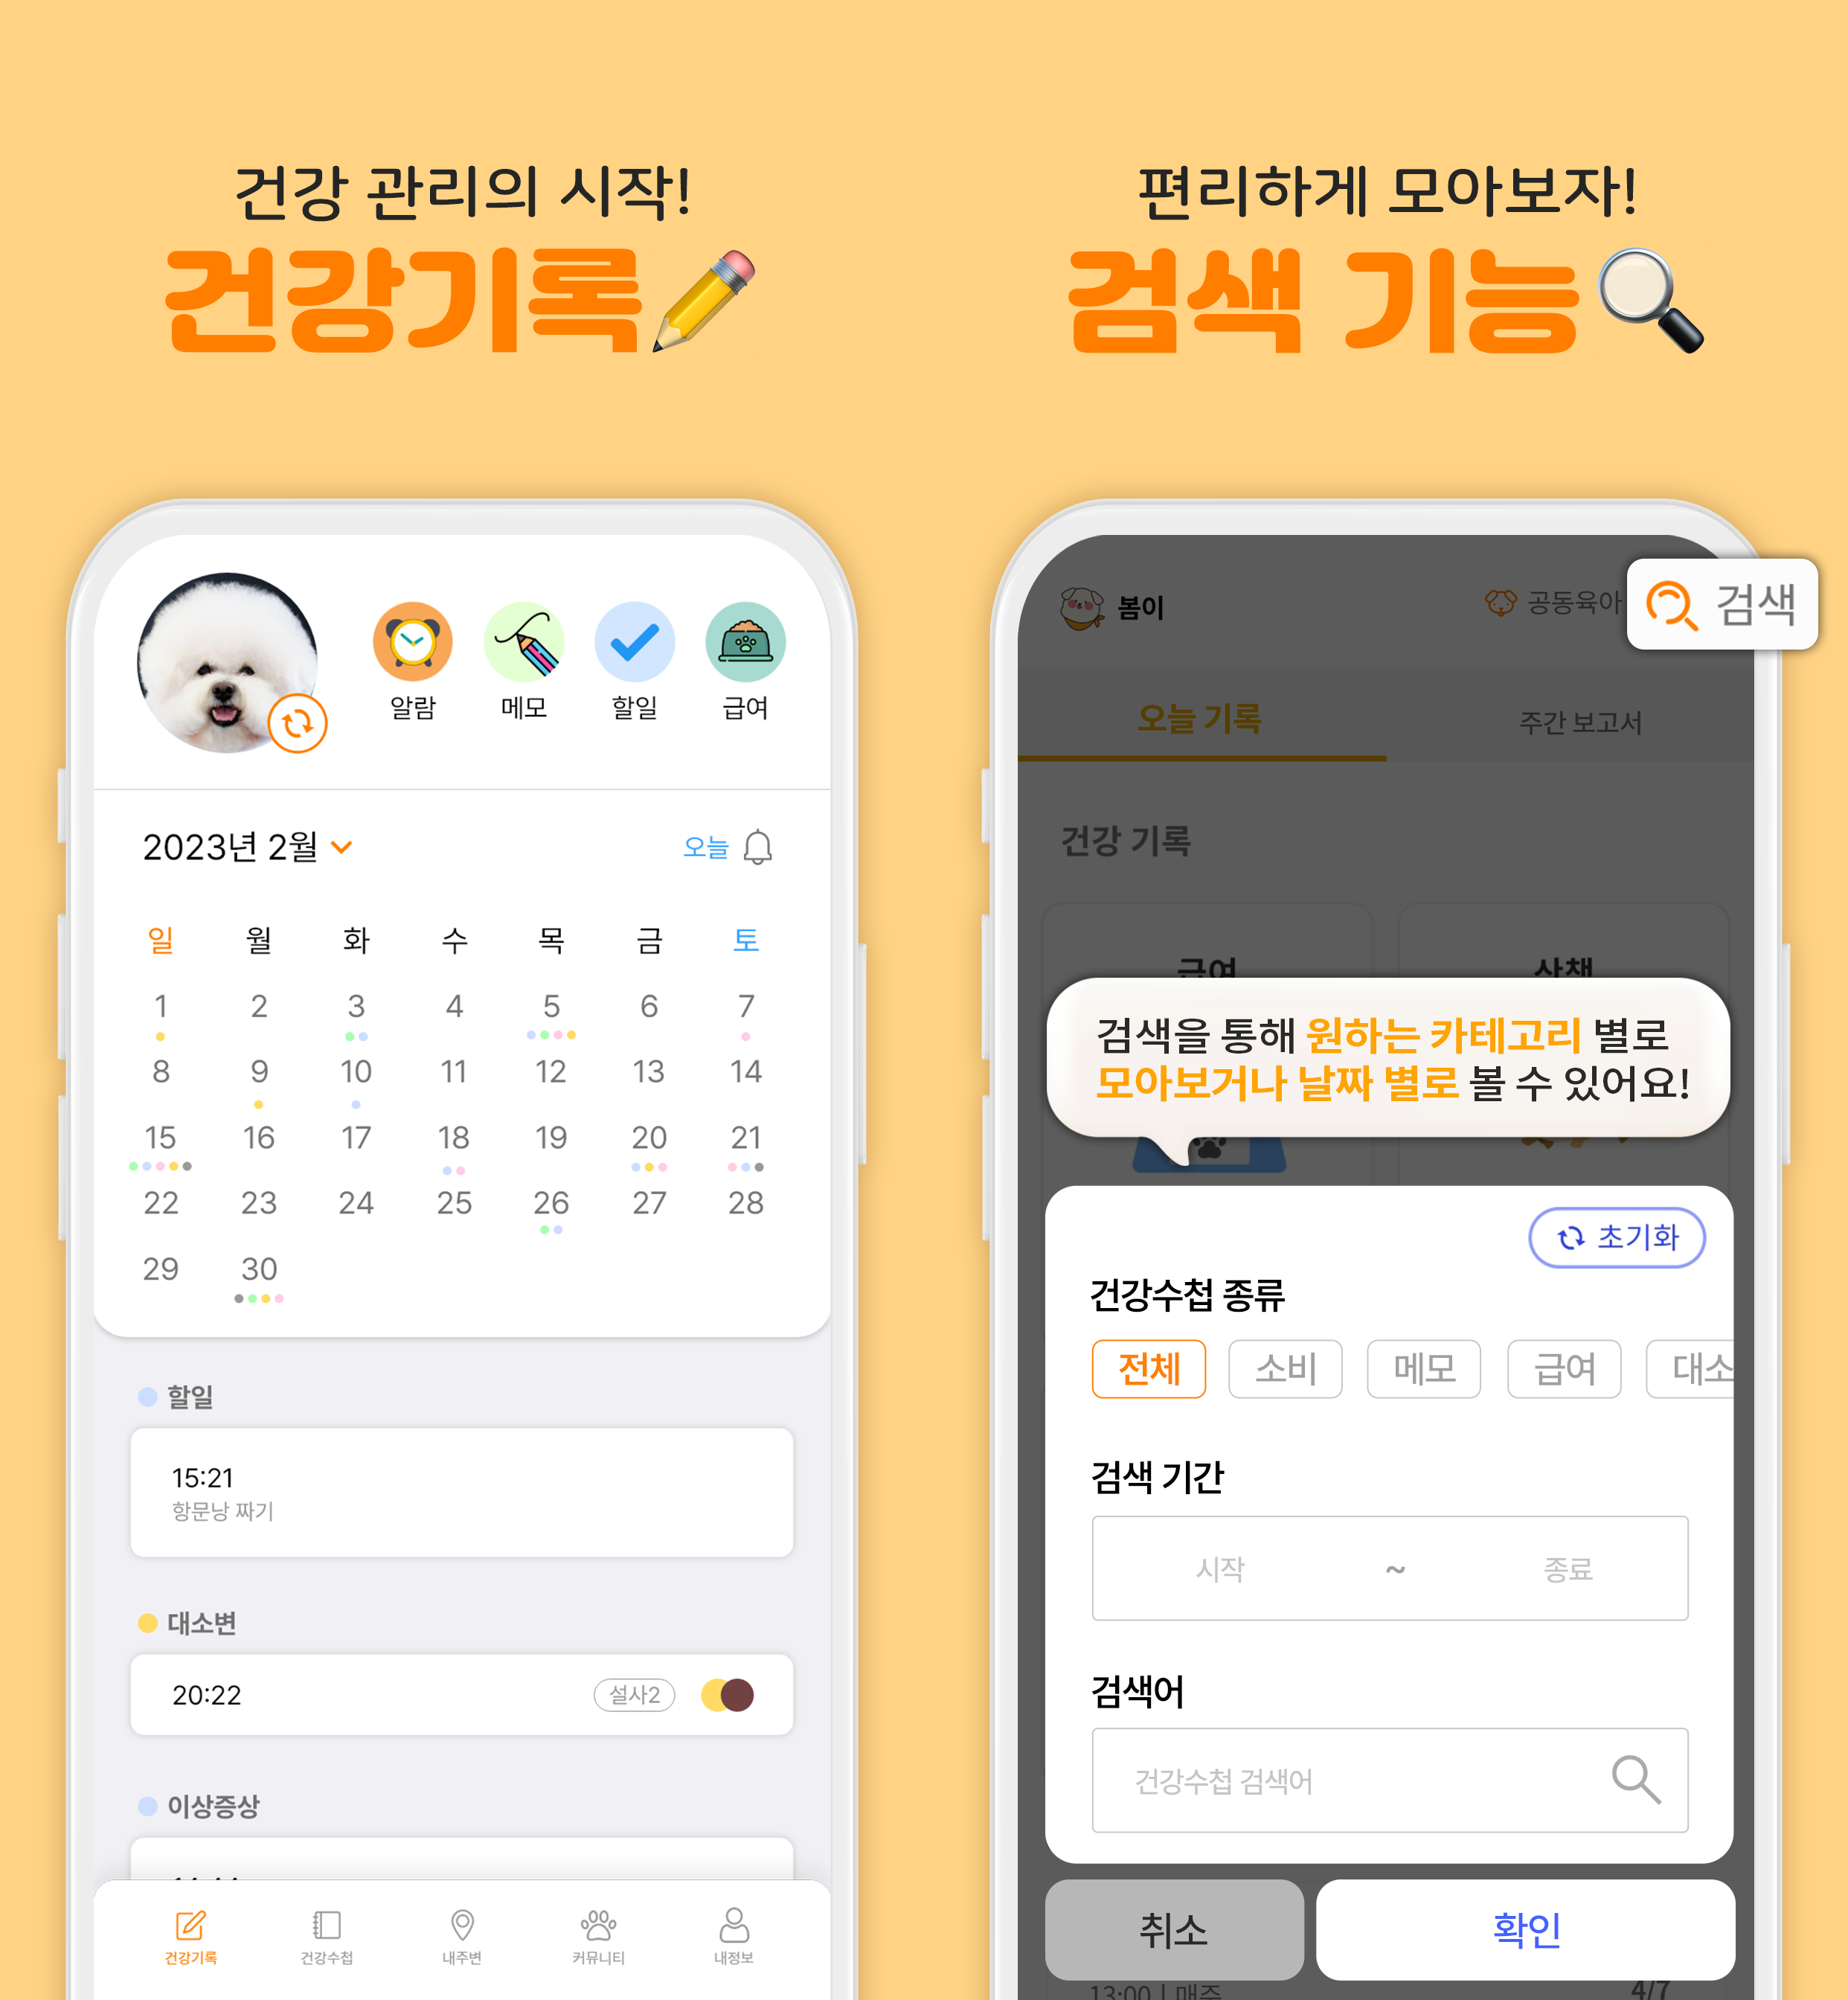 건강 관리의 시작!
건강기록
알람 메모 할일 급여
2023년 2월 오늘
일 월 화 수 목 금 토
1 2 3 4 5 6 7
8 9 10 11 12 13 14
15 16 17 18 19 20 21
22 23 24 25 26 27 28
29 30
할일
15:21
항문낭 짜기
대소변
20:22 설사2
이상증상
건강기록 건강수첩 내주변 커뮤니티 내정보
편리하게 모아보자!
검색 기능
봄이 공동육아 검색
오늘 기록 주간 보고서
건강 기록
급여 산책
검색을 통해 원하는 카테고리 별로
모아보거나 날짜 별로 볼 수 있어요!
초기화
건강수첩 종류
전체 소비 메모 급여 대소
검색 기간
시작 ~ 종료
검색어
건강수첩 검색어
취소 확인
13:00 | 매주 4/7